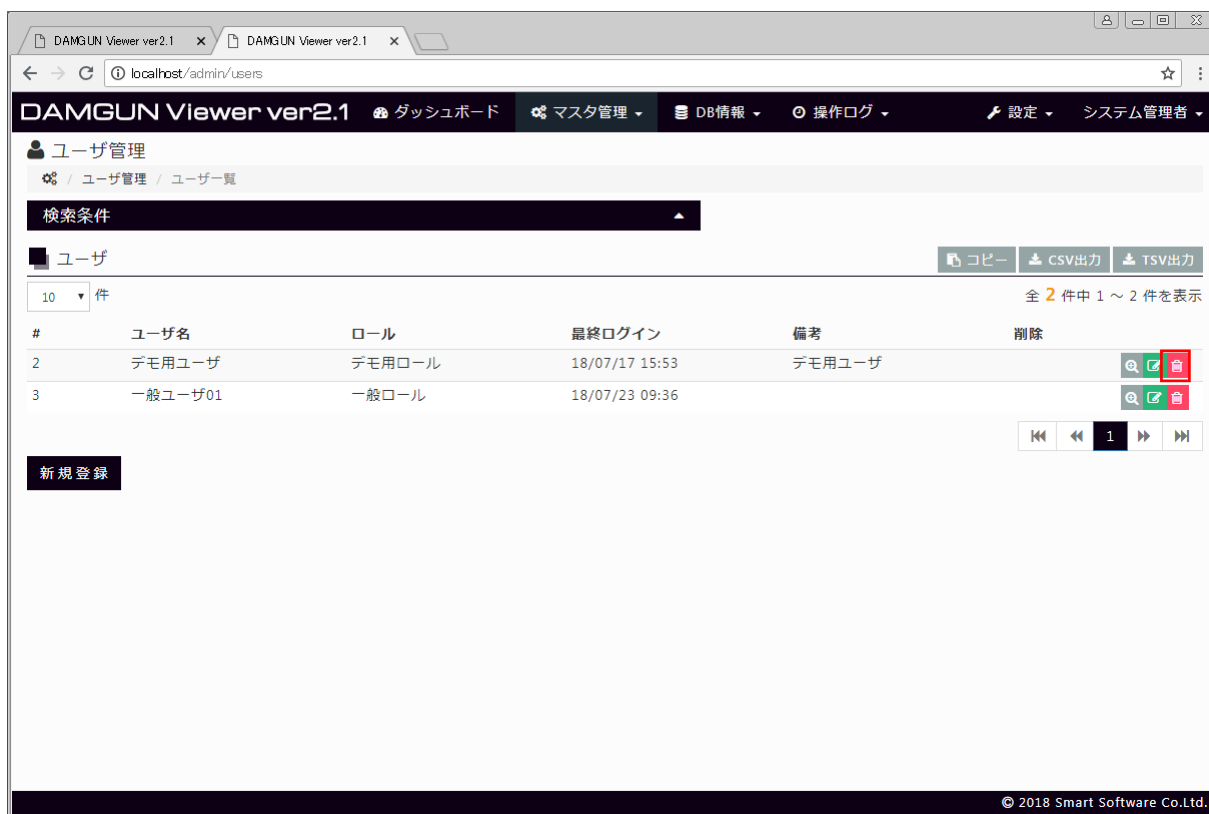 DAMGUN Viewer ver2.1
DAMGUN Viewer ver2.1
localhost/admin/users
DAMGUN Viewer ver2.1 ダッシュボード マスタ管理 DB情報 操作ログ 設定 システム管理者
ユーザ管理
/ ユーザ管理 / ユーザ一覧
検索条件
ユーザ コピー CSV出力 TSV出力
10 件 全 2 件中 1 ～ 2 件を表示
# ユーザ名 ロール 最終ログイン 備考 削除
2 デモ用ユーザ デモ用ロール 18/07/17 15:53 デモ用ユーザ
3 一般ユーザ01 一般ロール 18/07/23 09:36
1
新規登録
© 2018 Smart Software Co.Ltd.